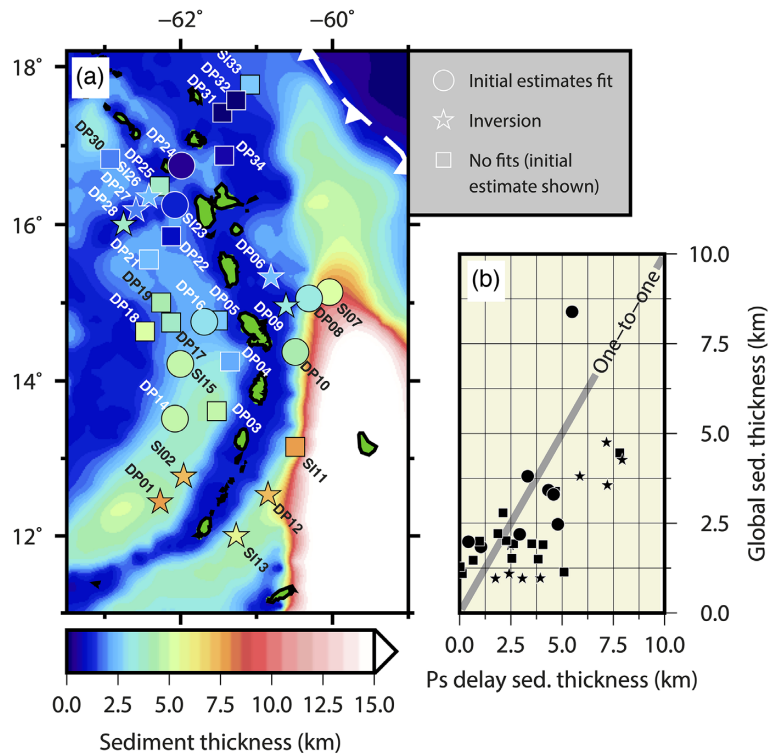 −62°
−60°
18°
16°
14°
12°
(a)
SI33
DP32
DP31
DP24
DP30
DP25
SI26
DP27
DP28
DP34
SI23
DP22
DP21
DP06
DP19
DP18
DP16
DP05
DP09
DP08
SI07
DP17
DP04
DP10
SI15
DP14
DP03
SI02
DP01
SI11
DP12
SI13
Initial estimates fit
Inversion
No fits (initial
estimate shown)
(b)
One−to−one
10.0
7.5
5.0
2.5
0.0
Global sed. thickness (km)
0.0 2.5 5.0 7.5 10.0
Ps delay sed. thickness (km)
0.0 2.5 5.0 7.5 10.0 12.5 15.0
Sediment thickness (km)